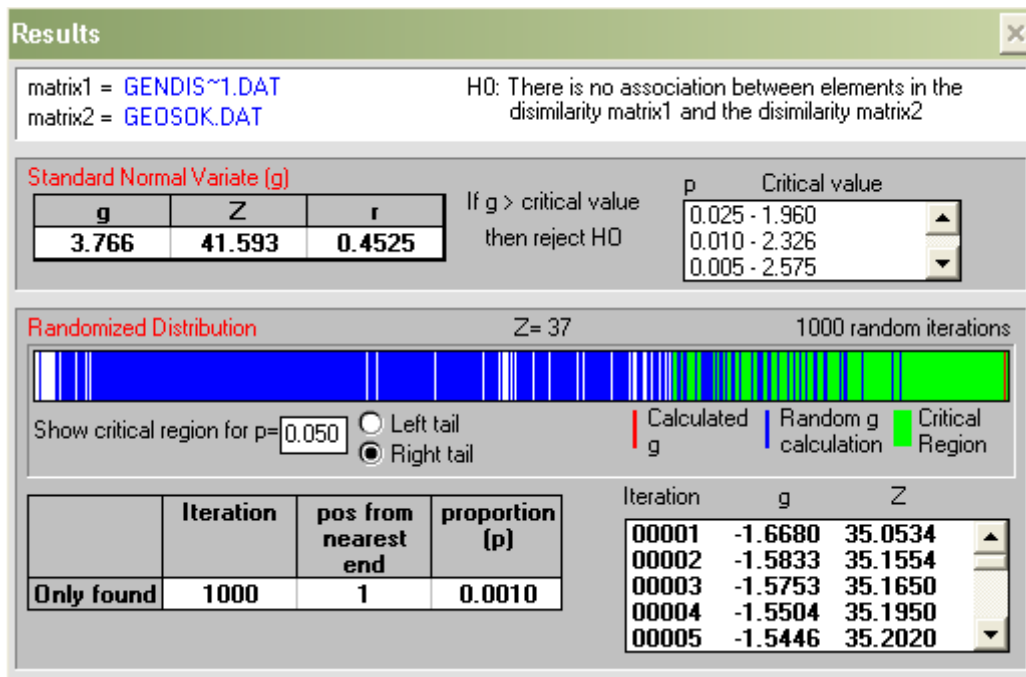 Results
matrix1 = GENDIS~1.DAT
matrix2 = GEOSOK.DAT
H0: There is no association between elements in the
disimilarity matrix1 and the disimilarity matrix2
Standard Normal Variate (g)
g Z r
3.766 41.593 0.4525
If g > critical value
then reject H0
p Critical value
0.025 - 1.960
0.010 - 2.326
0.005 - 2.575
Randomized Distribution Z= 37 1000 random iterations
Show critical region for p= 0.050
Left tail
Right tail
Calculated
g
Random g
calculation
Critical
Region
Iteration pos from
nearest
end proportion
(p)
Only found 1000 1 0.0010
Iteration g Z
00001 -1.6680 35.0534
00002 -1.5833 35.1554
00003 -1.5753 35.1650
00004 -1.5504 35.1950
00005 -1.5446 35.2020